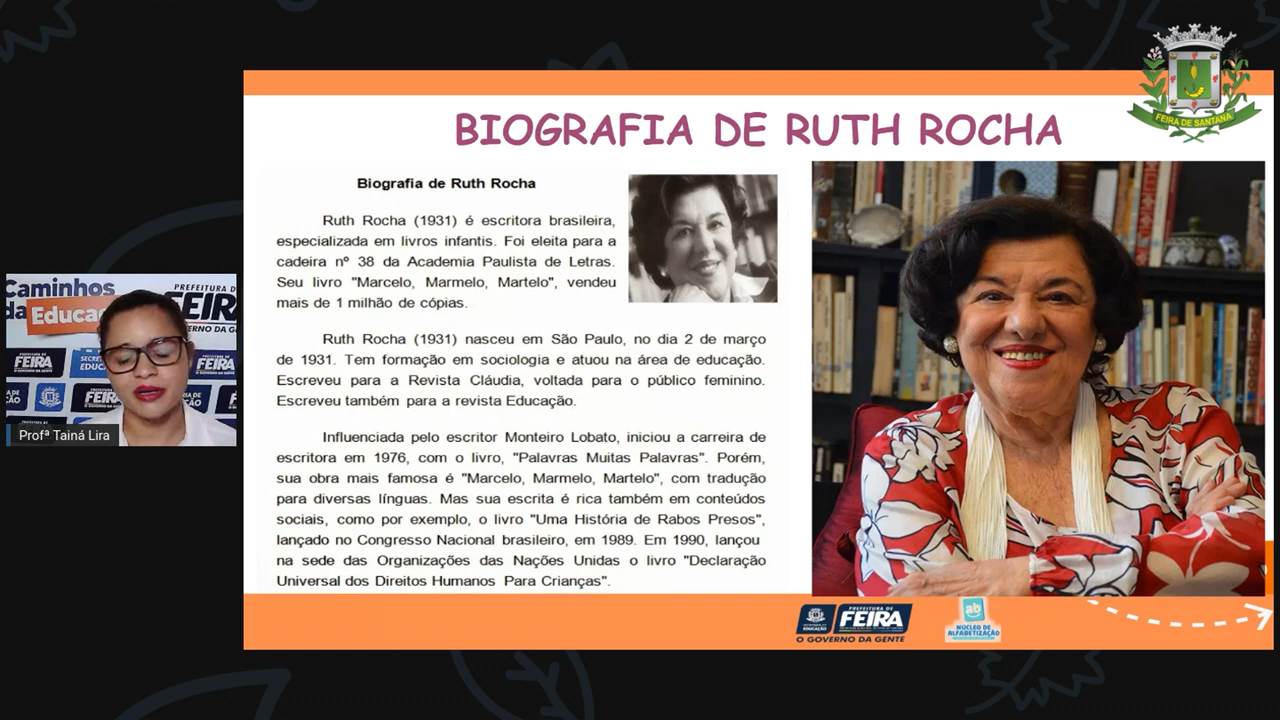 FEIRA DE SANTANA
BIOGRAFIA DE RUTH ROCHA
Biografia de Ruth Rocha
Ruth Rocha (1931) é escritora brasileira,
especializada em livros infantis. Foi eleita para a
cadeira nº 38 da Academia Paulista de Letras.
Seu livro "Marcelo, Marmelo, Martelo", vendeu
mais de 1 milhão de cópias.
Ruth Rocha (1931) nasceu em São Paulo, no dia 2 de março
de 1931. Tem formação em sociologia e atuou na área de educação.
Escreveu para a Revista Cláudia, voltada para o público feminino.
Escreveu também para a revista Educação.
Influenciada pelo escritor Monteiro Lobato, iniciou a carreira de
escritora em 1976, com o livro, "Palavras Muitas Palavras". Porém,
sua obra mais famosa é "Marcelo, Marmelo, Martelo", com tradução
para diversas línguas. Mas sua escrita é rica também em conteúdos
sociais, como por exemplo, o livro "Uma História de Rabos Presos",
lançado no Congresso Nacional brasileiro, em 1989. Em 1990, lançou
na sede das Organizações das Nações Unidas o livro "Declaração
Universal dos Direitos Humanos Para Crianças".
Caminhos
da Educa
PREFEITURA D
FEIR
VERNO DA G
FEIRA
FEIRA
Profª Tainá Lira
EDUCAÇÃO
PREFEITURA DE
FEIRA
O GOVERNO DA GENTE
ab
NÚCLEO DE
ALFABETIZAÇÃO